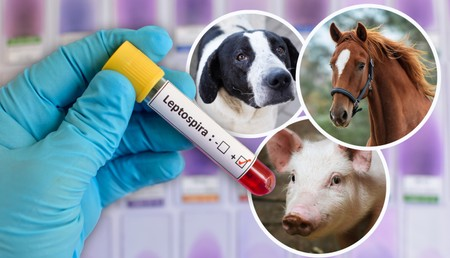 Leptospira : - ☐
+ ☑